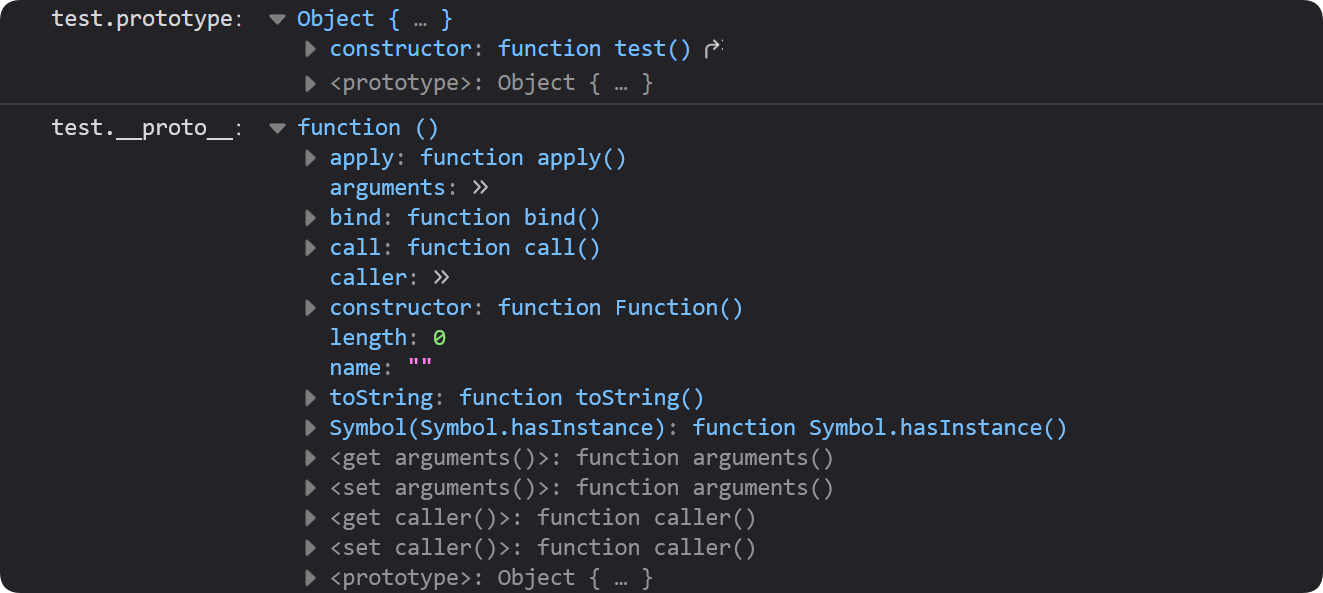 test.prototype: ▼ Object { … }
▶ constructor: function test()
▶ <prototype>: Object { … }
test.__proto__: ▼ function ()
▶ apply: function apply()
arguments: »
▶ bind: function bind()
▶ call: function call()
caller: »
▶ constructor: function Function()
length: 0
name: ""
▶ toString: function toString()
▶ Symbol(Symbol.hasInstance): function Symbol.hasInstance()
▶ <get arguments()>: function arguments()
▶ <set arguments()>: function arguments()
▶ <get caller()>: function caller()
▶ <set caller()>: function caller()
▶ <prototype>: Object { … }